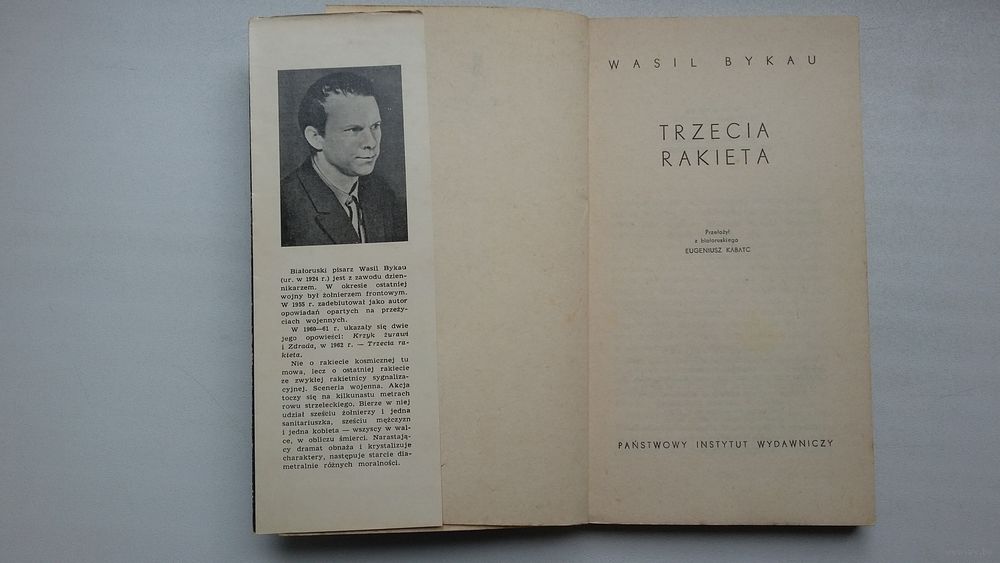 Białoruski pisarz Wasil Bykau
(ur. w 1924 r.) jest z zawodu dzien-
nikarzem. W okresie ostatniej
wojny był żołnierzem frontowym.
W 1955 r. zadebiutował jako autor
opowiadań opartych na przeży-
ciach wojennych.
W 1960—61 r. ukazały się dwie
jego opowieści: Krzyk żurawi
i Zdrada, w 1962 r. — Trzecia ra-
kieta.
Nie o rakiecie kosmicznej tu
mowa, lecz o ostatniej rakiecie
ze zwykłej rakietnicy sygnaliza-
cyjnej. Sceneria wojenna. Akcja
toczy się na kilkunastu metrach
rowu strzeleckiego. Bierze w niej
udział sześciu żołnierzy i jedna
sanitariuszka, sześciu mężczyzn
i jedna kobieta — wszyscy w wal-
ce, w obliczu śmierci. Narastają-
cy dramat obnaża i krystalizuje
charaktery, następuje starcie dia-
metralnie różnych moralności.
WASIL BYKAU
TRZECIA
RAKIETA
Przełożył
z białoruskiego
EUGENIUSZ KABATC
PAŃSTWOWY INSTYTUT WYDAWNICZY